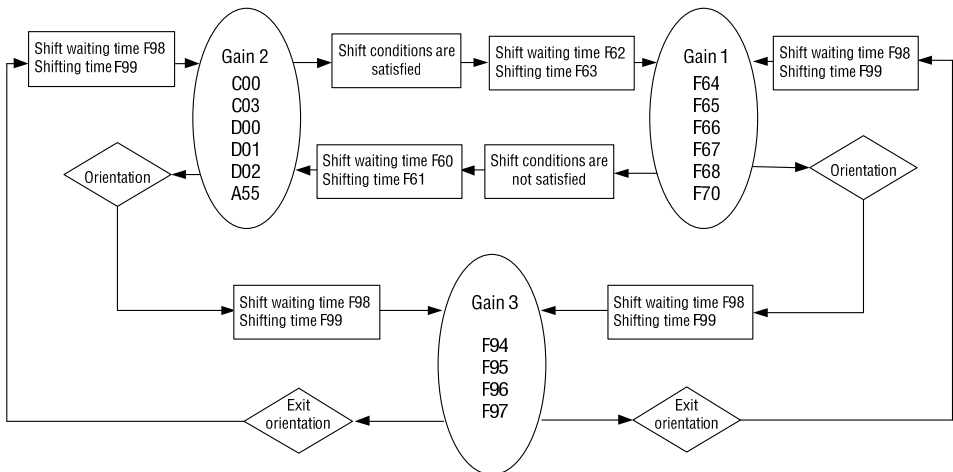 Shift waiting time F98
Shifting time F99
Gain 2
C00
C03
D00
D01
D02
A55
Shift conditions are
satisfied
Shift waiting time F62
Shifting time F63
Gain 1
F64
F65
F66
F67
F68
F70
Shift waiting time F98
Shifting time F99
Orientation
Shift waiting time F60
Shifting time F61
Shift conditions are
not satisfied
Orientation
Shift waiting time F98
Shifting time F99
Gain 3
F94
F95
F96
F97
Shift waiting time F98
Shifting time F99
Exit
orientation
Exit
orientation